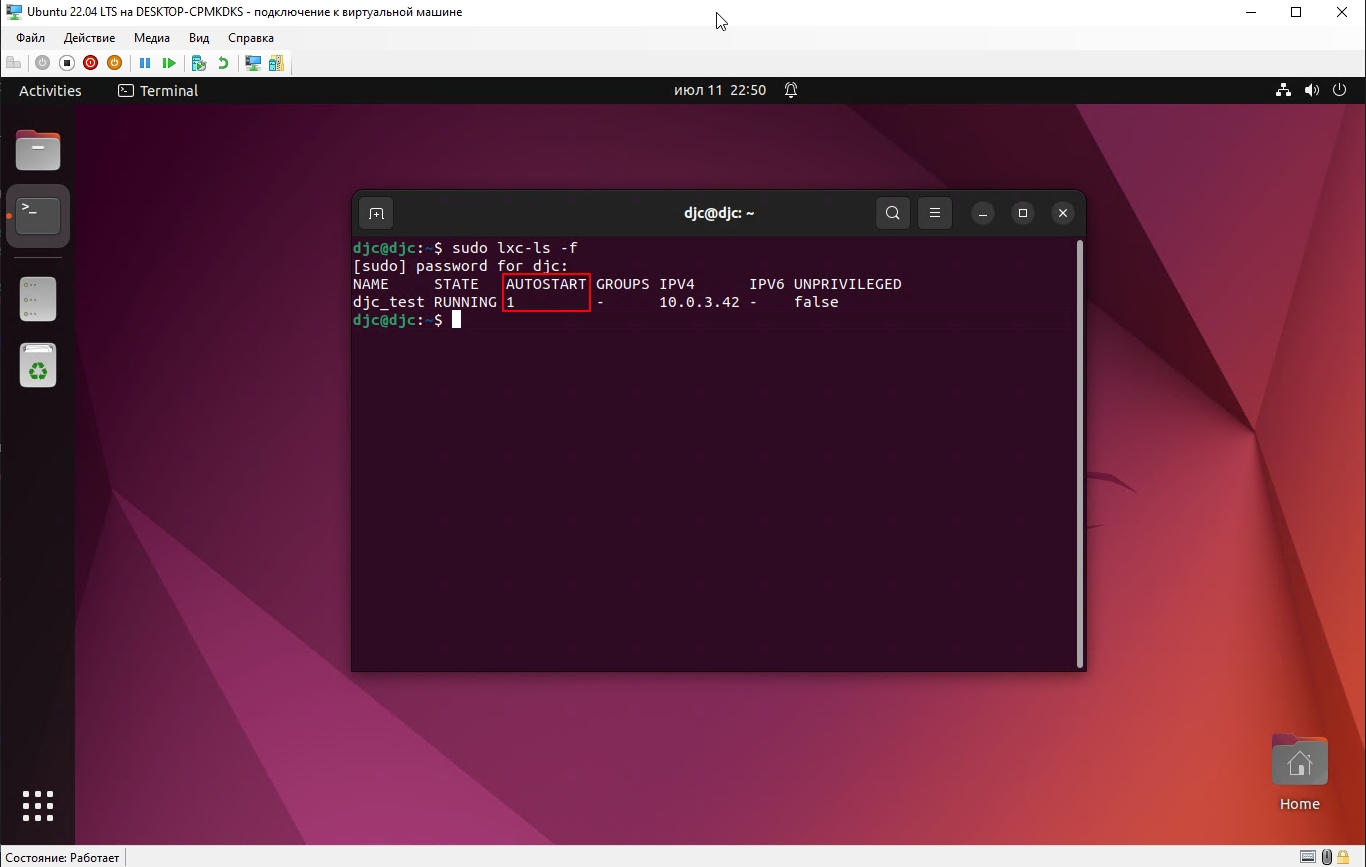 Ubuntu 22.04 LTS на DESKTOP-CPMKDKS - подключение к виртуальной машине
Файл Действие Медиа Вид Справка
Activities Terminal июл 11 22:50
djc@djc: ~
djc@djc:~$ sudo lxc-ls -f
[sudo] password for djc:
NAME STATE AUTOSTART GROUPS IPV4 IPV6 UNPRIVILEGED
djc_test RUNNING 1 - 10.0.3.42 - false
djc@djc:~$
Home
Состояние: Работает